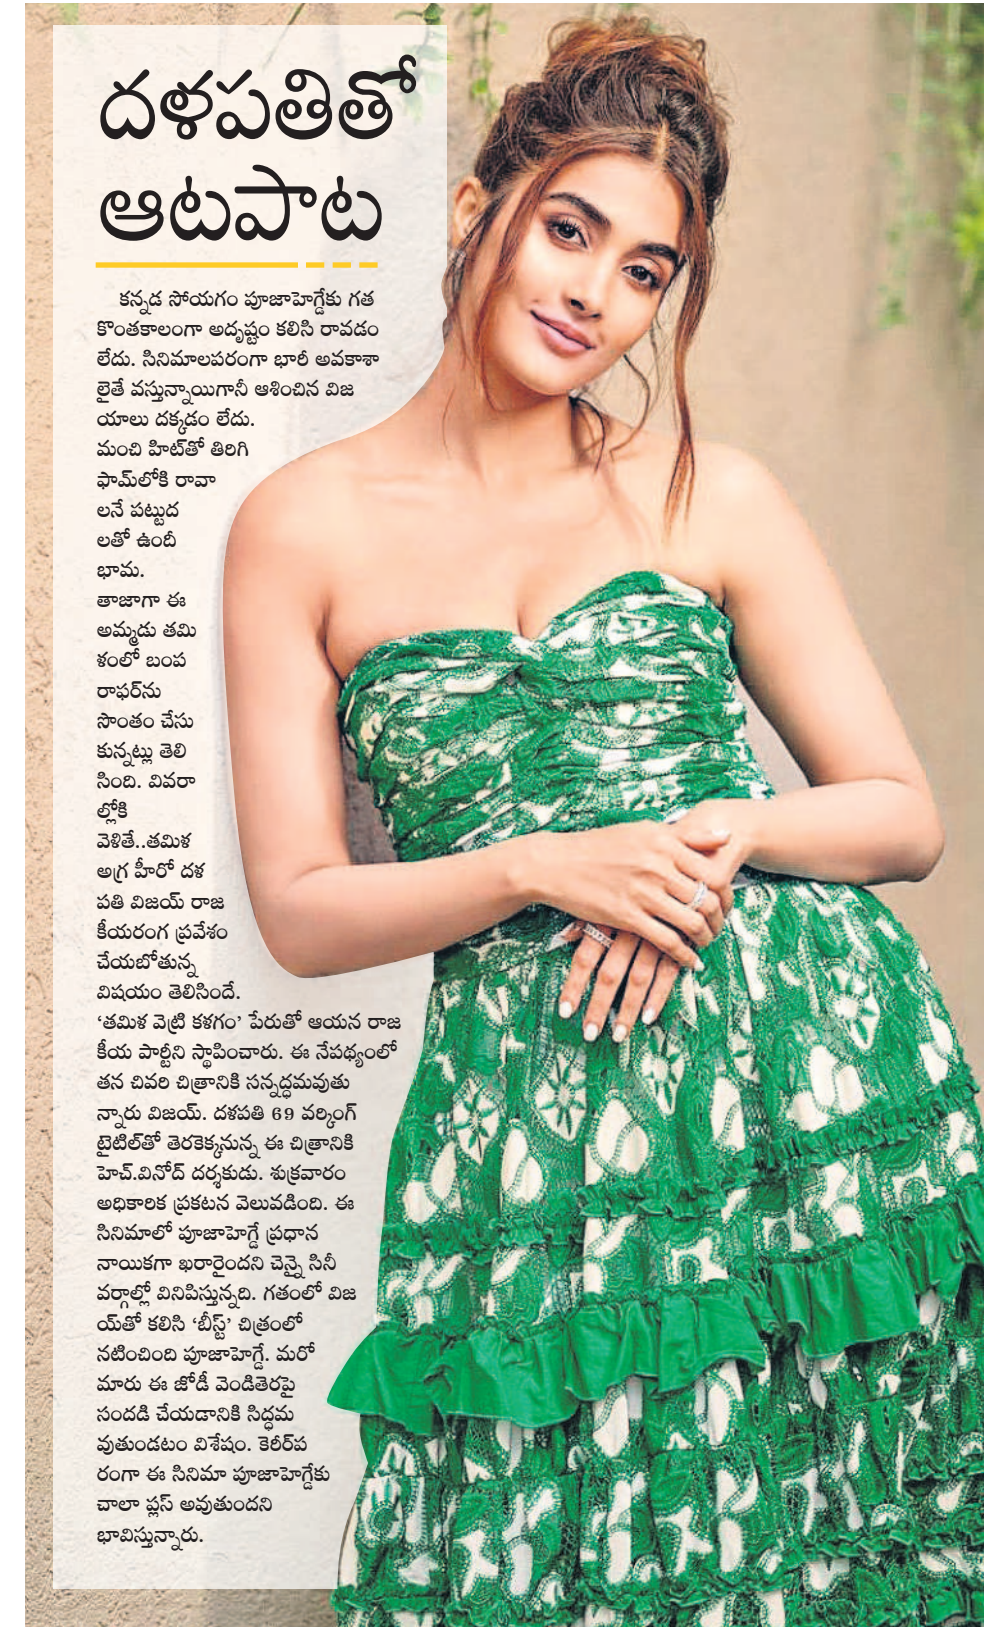 దళపతితో
ఆటపాట
కన్నడ సోయగం పూజాహెగ్డేకు గత
కొంతకాలంగా అదృష్టం కలిసి రావడం
లేదు. సినిమాలపరంగా భారీ అవకాశా
లైతే వస్తున్నాయిగానీ ఆశించిన విజ
యాలు దక్కడం లేదు.
మంచి హిట్‌తో తిరిగి
ఫామ్‌లోకి రావా
లనే పట్టుద
లతో ఉందీ
భామ.
తాజాగా ఈ
అమ్మడు తమి
ళంలో బంప
రాఫర్‌ను
సొంతం చేసు
కున్నట్లు తెలి
సింది. వివరా
ల్లోకి
వెళితే..తమిళ
అగ్ర హీరో దళ
పతి విజయ్ రాజ
కీయరంగ ప్రవేశం
చేయబోతున్న
విషయం తెలిసిందే.
‘తమిళ వెట్రి కళగం’ పేరుతో ఆయన రాజ
కీయ పార్టీని స్థాపించారు. ఈ నేపథ్యంలో
తన చివరి చిత్రానికి సన్నద్ధమవుతు
న్నారు విజయ్. దళపతి 69 వర్కింగ్
టైటిల్‌తో తెరకెక్కనున్న ఈ చిత్రానికి
హెచ్.వినోద్ దర్శకుడు. శుక్రవారం
అధికారిక ప్రకటన వెలువడింది. ఈ
సినిమాలో పూజాహెగ్డే ప్రధాన
నాయికగా ఖరారైందని చెన్నై సినీ
వర్గాల్లో వినిపిస్తున్నది. గతంలో విజ
య్‌తో కలిసి ‘బీస్ట్’ చిత్రంలో
నటించింది పూజాహెగ్డే. మరో
మారు ఈ జోడీ వెండితెరపై
సందడి చేయడానికి సిద్ధమ
వుతుండటం విశేషం. కెరీర్‌ప
రంగా ఈ సినిమా పూజాహెగ్డేకు
చాలా ప్లస్ అవుతుందని
భావిస్తున్నారు.